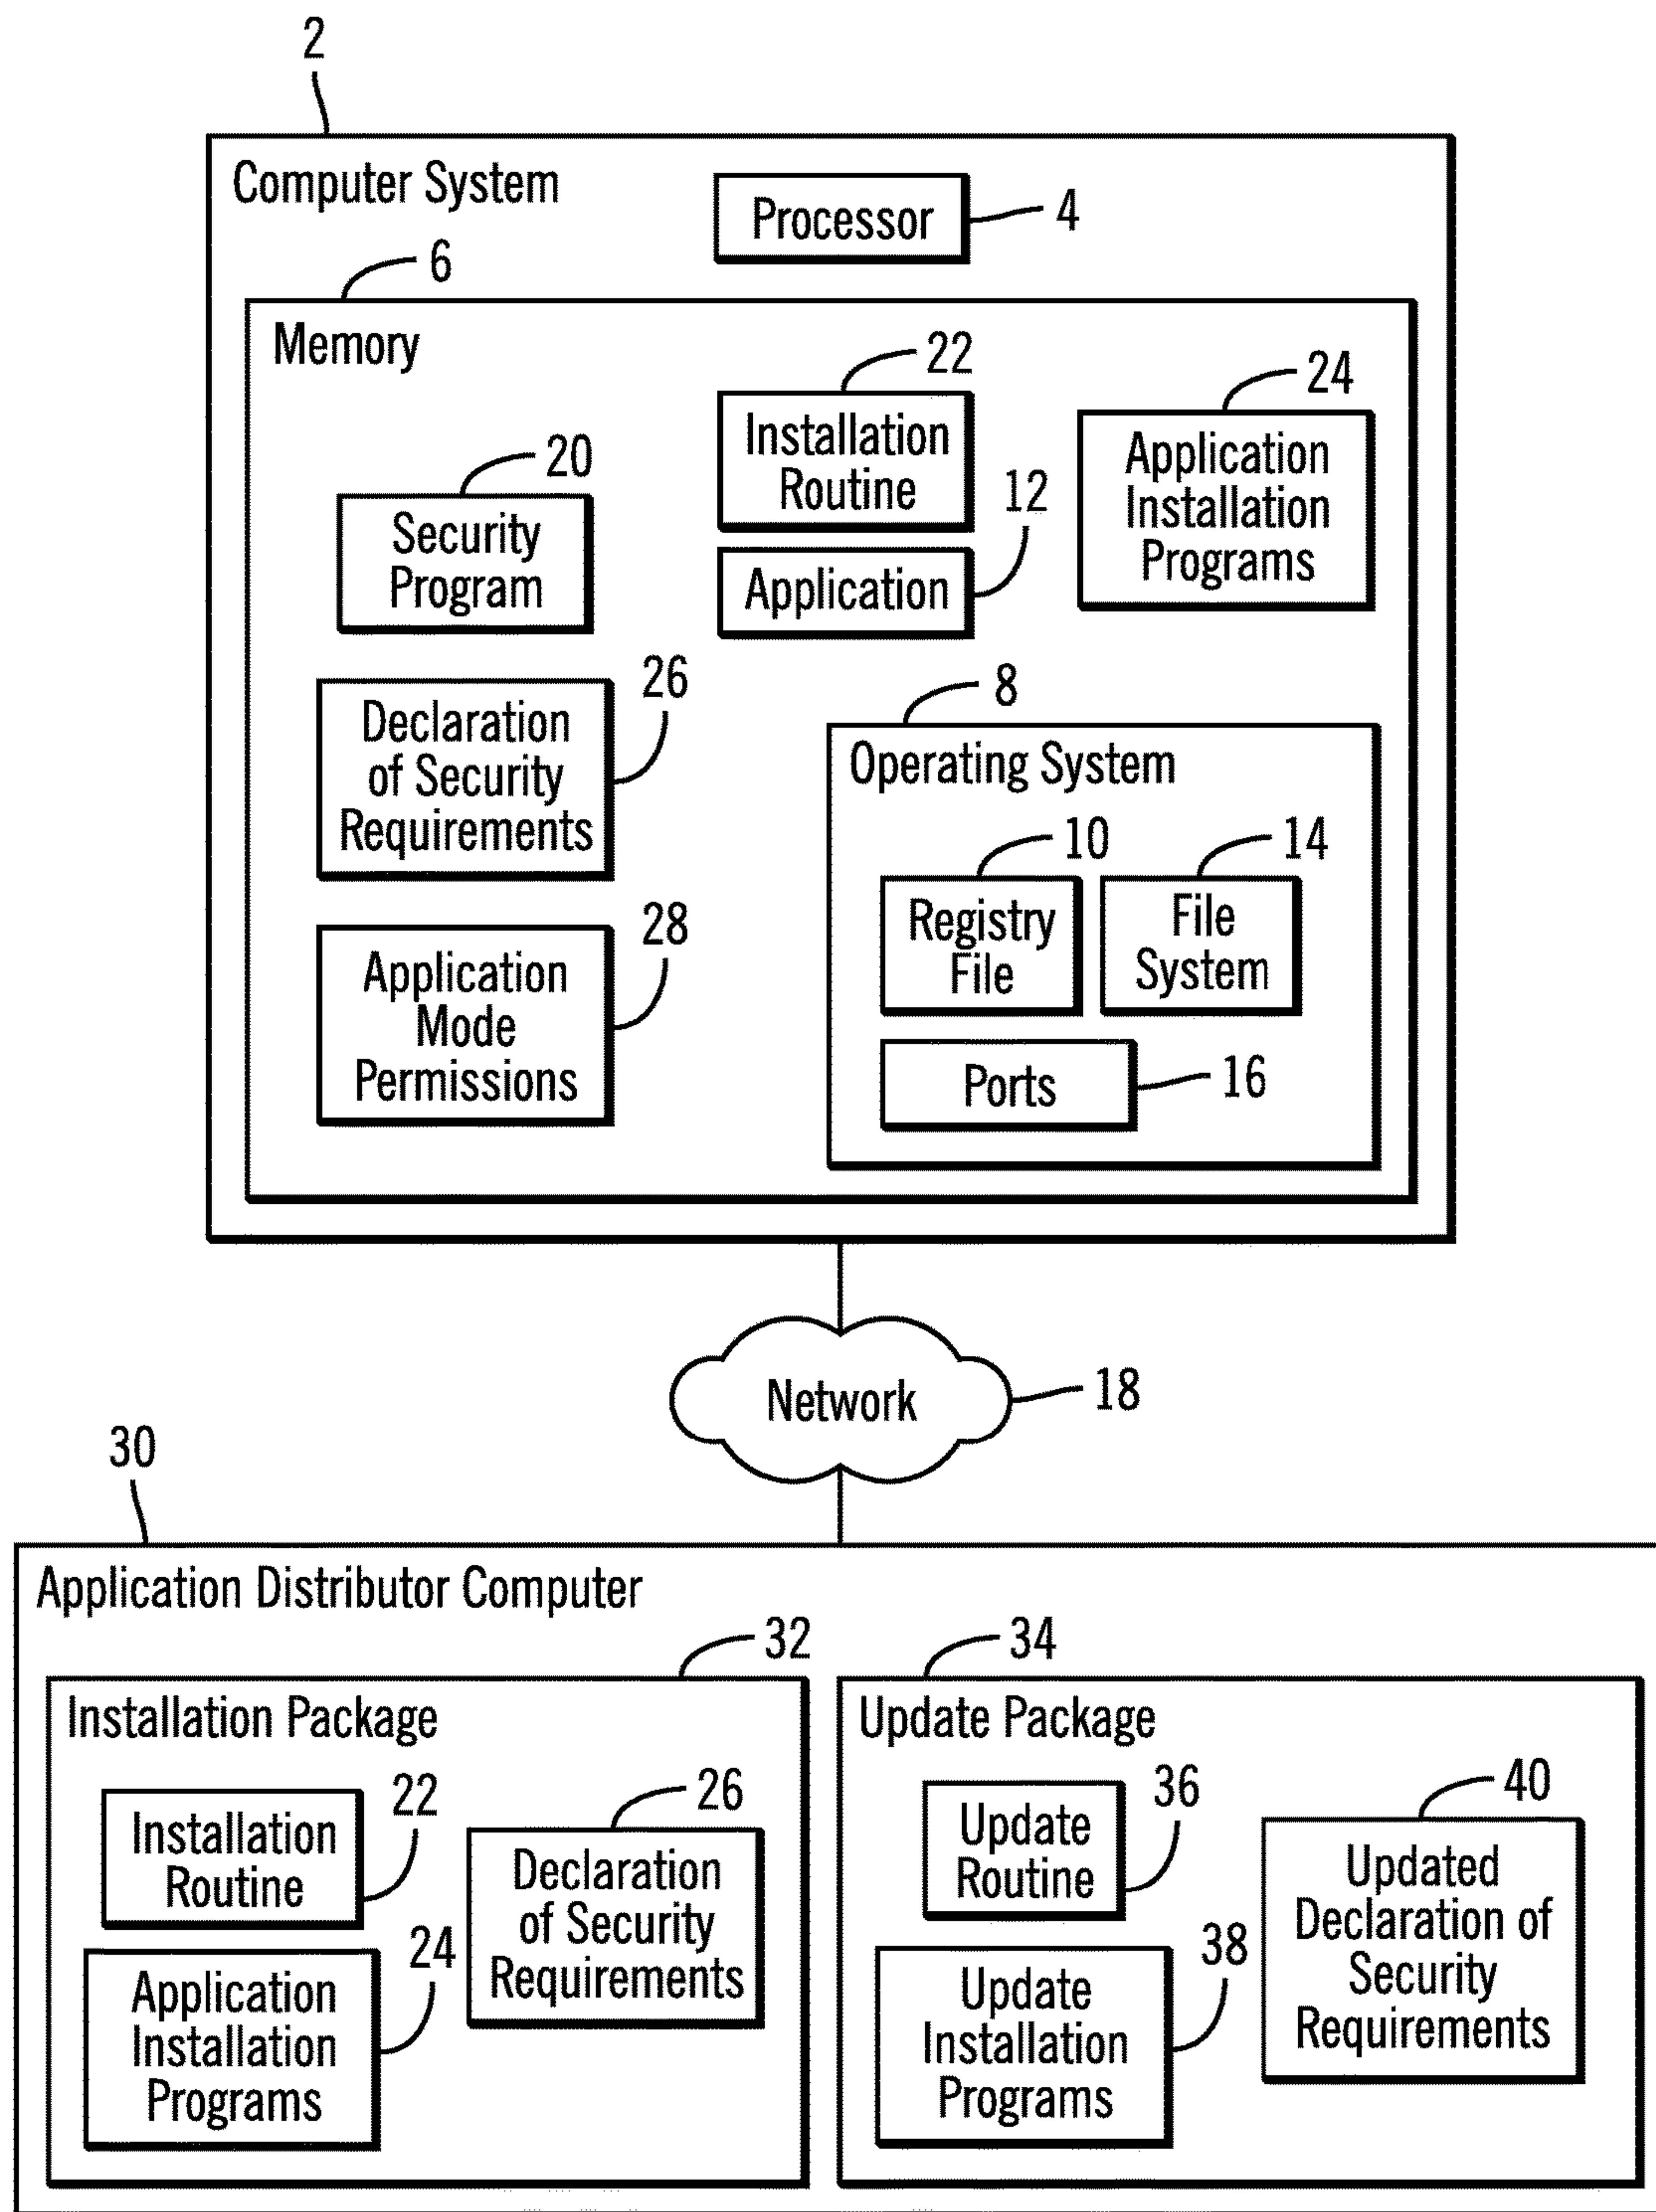 2
Computer System
Processor
4
6
Memory
22
Installation
Routine
24
Application
Installation
Programs
20
Security
Program
12
Application
26
Declaration
of Security
Requirements
8
Operating System
10
Registry
File
14
File
System
28
Application
Mode
Permissions
Ports
16
Network
18
30
Application Distributor Computer
32
Installation Package
22
Installation
Routine
26
Declaration
of Security
Requirements
24
Application
Installation
Programs
34
Update Package
36
Update
Routine
40
Updated
Declaration of
Security
Requirements
38
Update
Installation
Programs